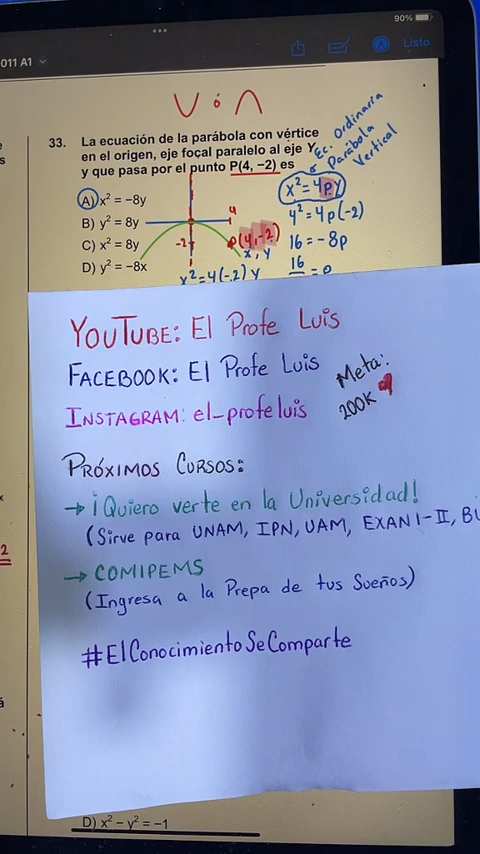 90%
011 A1
Listo
V ó Λ
33. La ecuación de la parábola con vértice
en el origen, eje focal paralelo al eje Y,
y que pasa por el punto P(4, −2) es
Ec. Ordinaria
Parábola
Vertical
A) x² = −8y
B) y² = 8y
C) x² = 8y
D) y² = −8x
4
-2
P(4,-2)
x, y
x²=4py
4²=4p(-2)
16=-8p
16
x²=4(-2)y
YouTube: El Profe Luis
Facebook: El Profe Luis
Instagram: el_profeluis
Meta:
200K
Próximos Cursos:
→ ¡Quiero verte en la Universidad!
(Sirve para UNAM, IPN, UAM, EXANI-II,
→ COMIPEMS
(Ingresa a la Prepa de tus Sueños)
#ElConocimientoSeComparte
2
D) x² − y² = −1